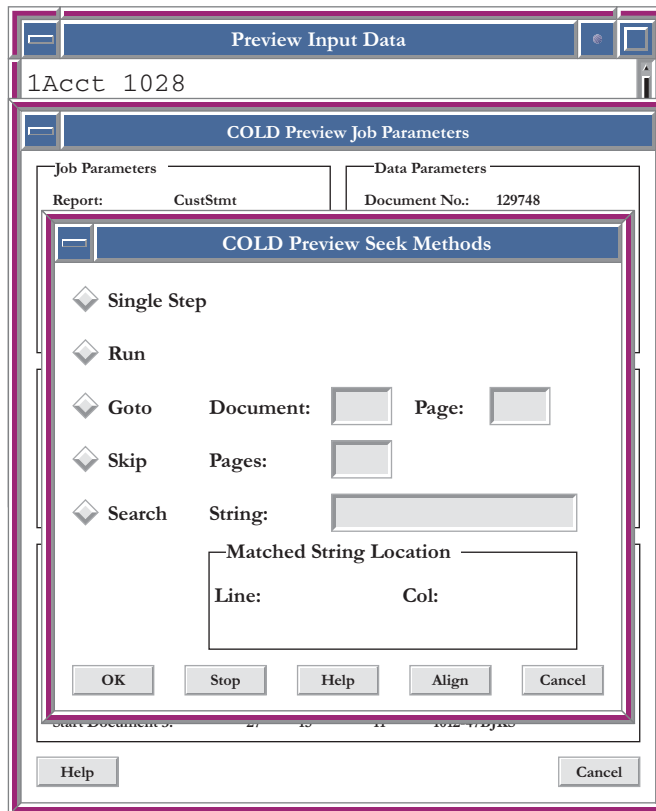 Preview Input Data
1Acct 1028
COLD Preview Job Parameters
Job Parameters
Data Parameters
Report: CustStmt
Document No.: 129748
COLD Preview Seek Methods
Single Step
Run
Goto Document: Page:
Skip Pages:
Search String:
Matched String Location
Line: Col:
OK Stop Help Align Cancel
Help Cancel